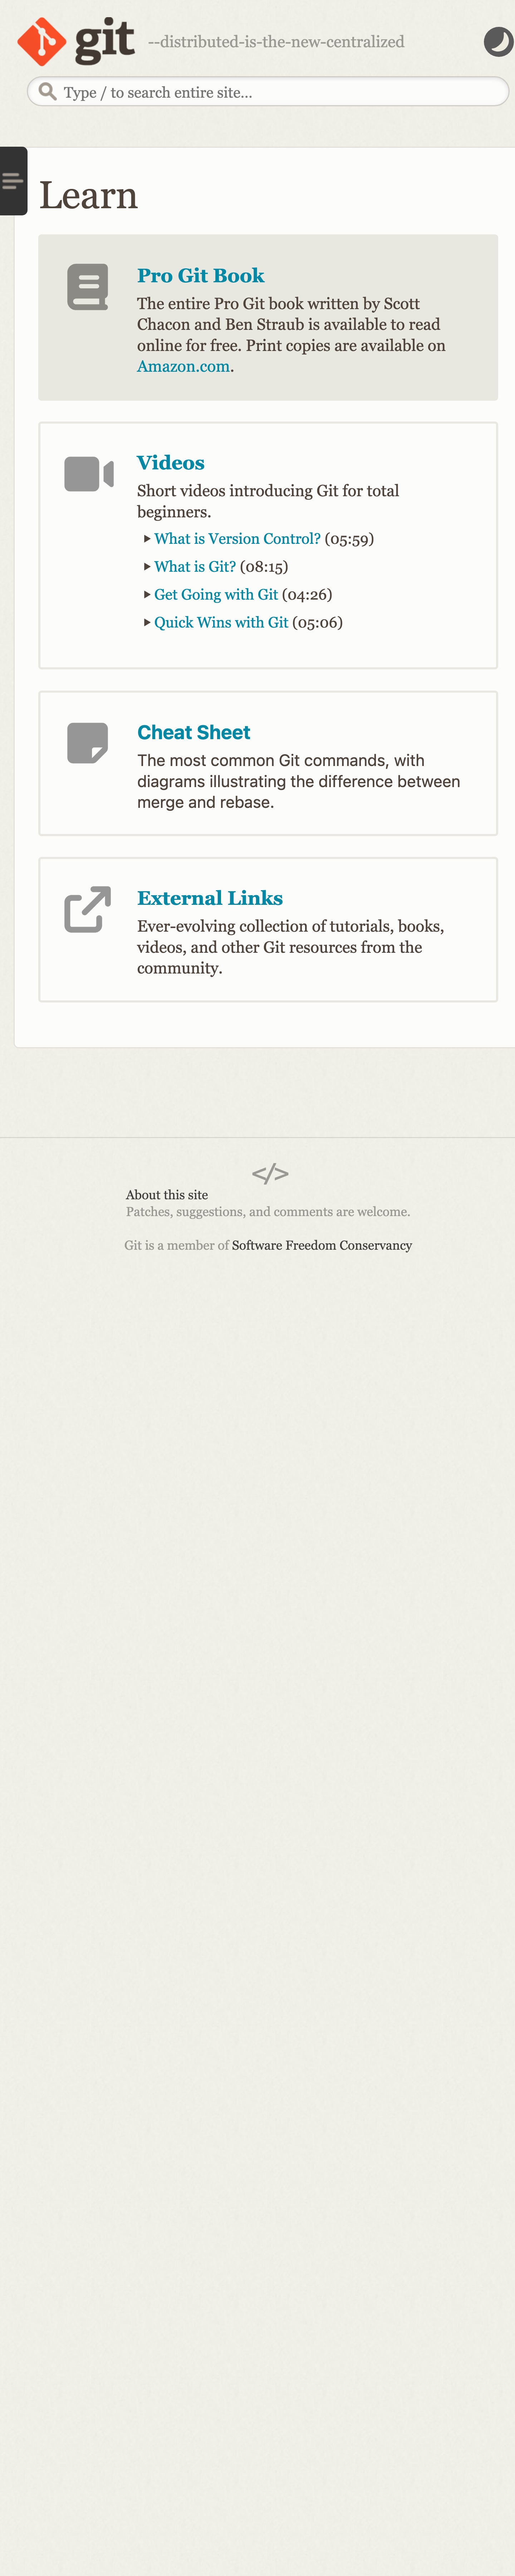 git --distributed-is-the-new-centralized
Type / to search entire site...
Learn
Pro Git Book
The entire Pro Git book written by Scott
Chacon and Ben Straub is available to read
online for free. Print copies are available on
Amazon.com.
Videos
Short videos introducing Git for total
beginners.
What is Version Control? (05:59)
What is Git? (08:15)
Get Going with Git (04:26)
Quick Wins with Git (05:06)
Cheat Sheet
The most common Git commands, with
diagrams illustrating the difference between
merge and rebase.
External Links
Ever-evolving collection of tutorials, books,
videos, and other Git resources from the
community.
</>
About this site
Patches, suggestions, and comments are welcome.
Git is a member of Software Freedom Conservancy